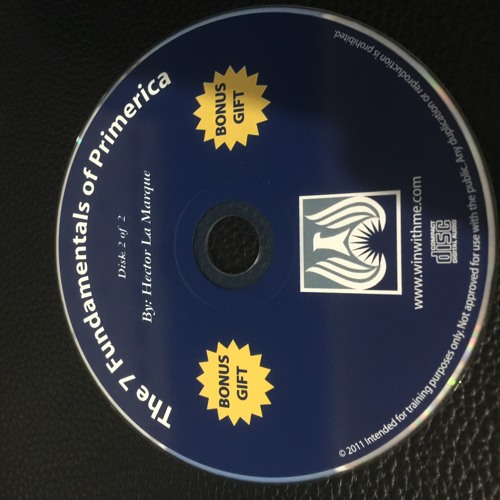 The 7 Fundamentals of Primerica
Disk 2 of 2
By: Hector La Marque
BONUS
GIFT
BONUS
GIFT
www.winwithme.com
COMPACT
disc
DIGITAL AUDIO
© 2011 intended for training purposes only. Not approved for use with the public. Any duplication or reproduction is prohibited.